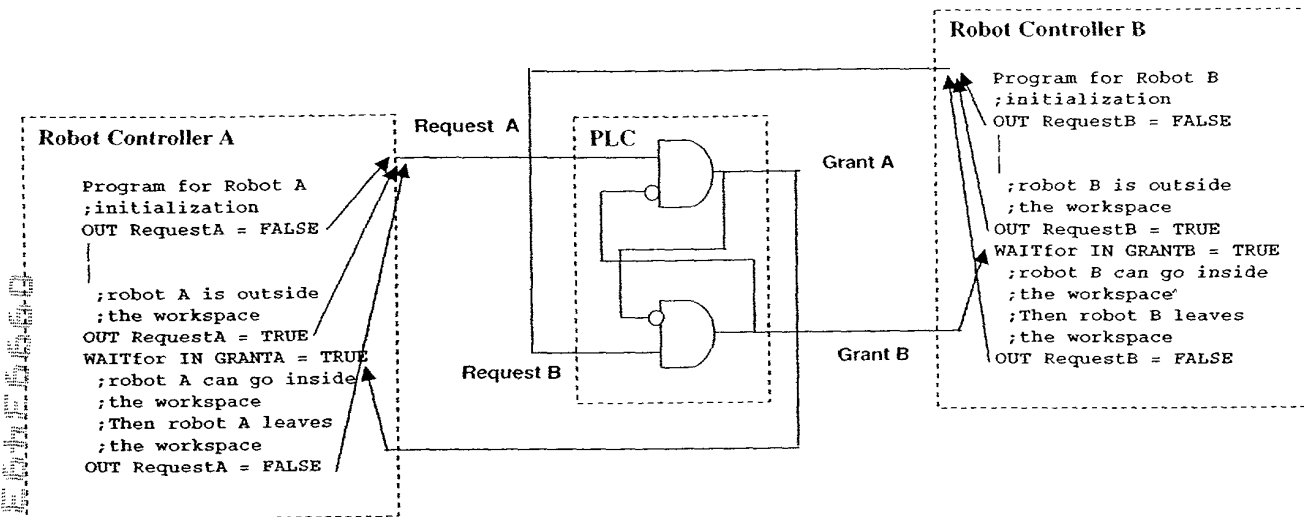 Robot Controller A
Program for Robot A
;initialization
OUT RequestA = FALSE
;robot A is outside
;the workspace
OUT RequestA = TRUE
WAITfor IN GRANTA = TRUE
;robot A can go inside
;the workspace
;Then robot A leaves
;the workspace
OUT RequestA = FALSE
Request A
PLC
Grant A
Request B
Grant B
Robot Controller B
Program for Robot B
;initialization
OUT RequestB = FALSE
;robot B is outside
;the workspace
OUT RequestB = TRUE
WAITfor IN GRANTB = TRUE
;robot B can go inside
;the workspace
;Then robot B leaves
;the workspace
OUT RequestB = FALSE